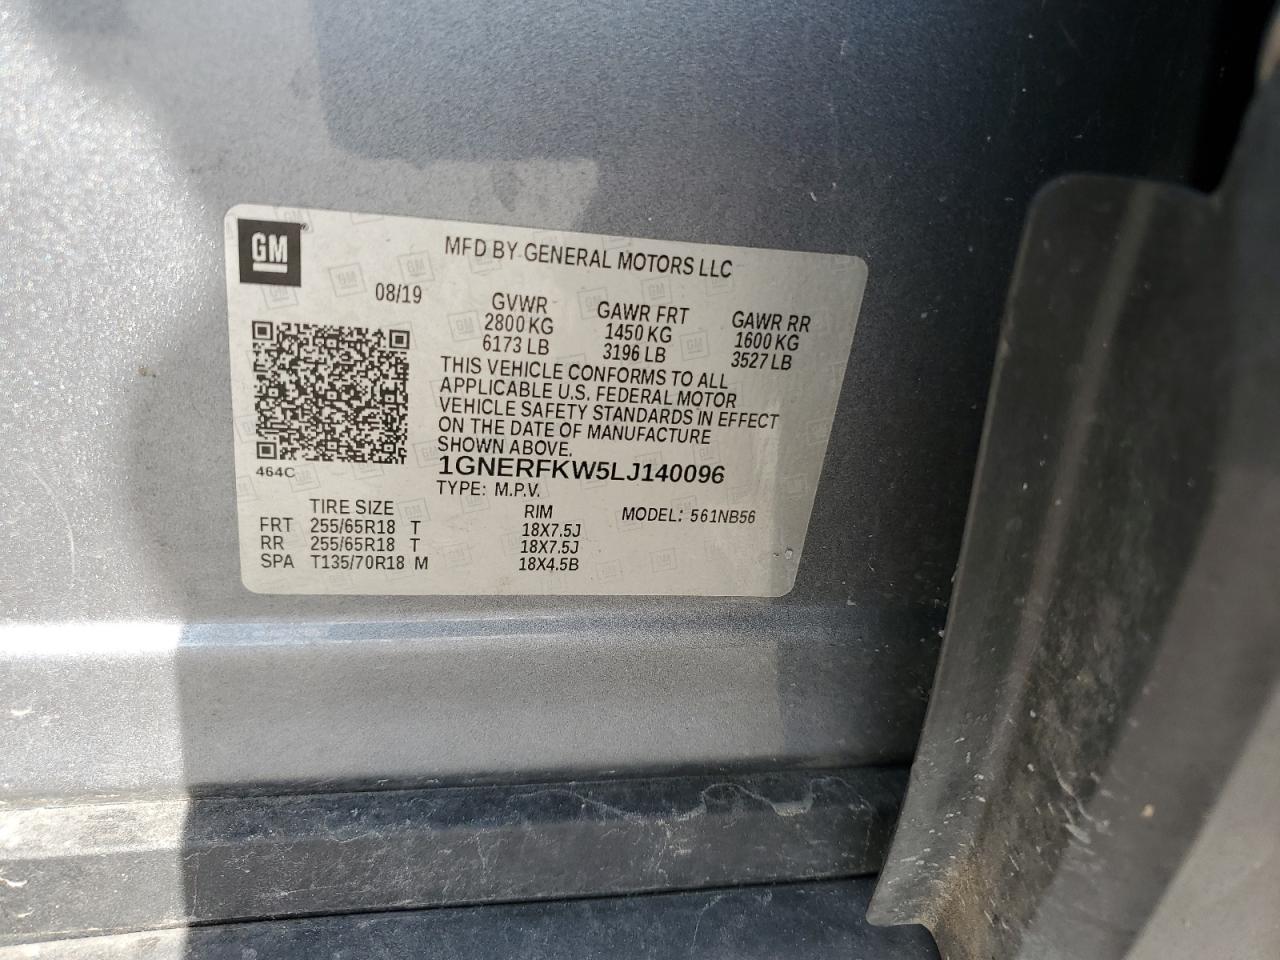 GM
MFD BY GENERAL MOTORS LLC
08/19
GVWR GAWR FRT GAWR RR
2800 KG 1450 KG 1600 KG
6173 LB 3196 LB 3527 LB
THIS VEHICLE CONFORMS TO ALL
APPLICABLE U.S. FEDERAL MOTOR
VEHICLE SAFETY STANDARDS IN EFFECT
ON THE DATE OF MANUFACTURE
SHOWN ABOVE.
464C
1GNERFKW5LJ140096
TYPE: M.P.V.
MODEL: 561NB56
TIRE SIZE RIM
FRT 255/65R18 T 18X7.5J
RR 255/65R18 T 18X7.5J
SPA T135/70R18 M 18X4.5B